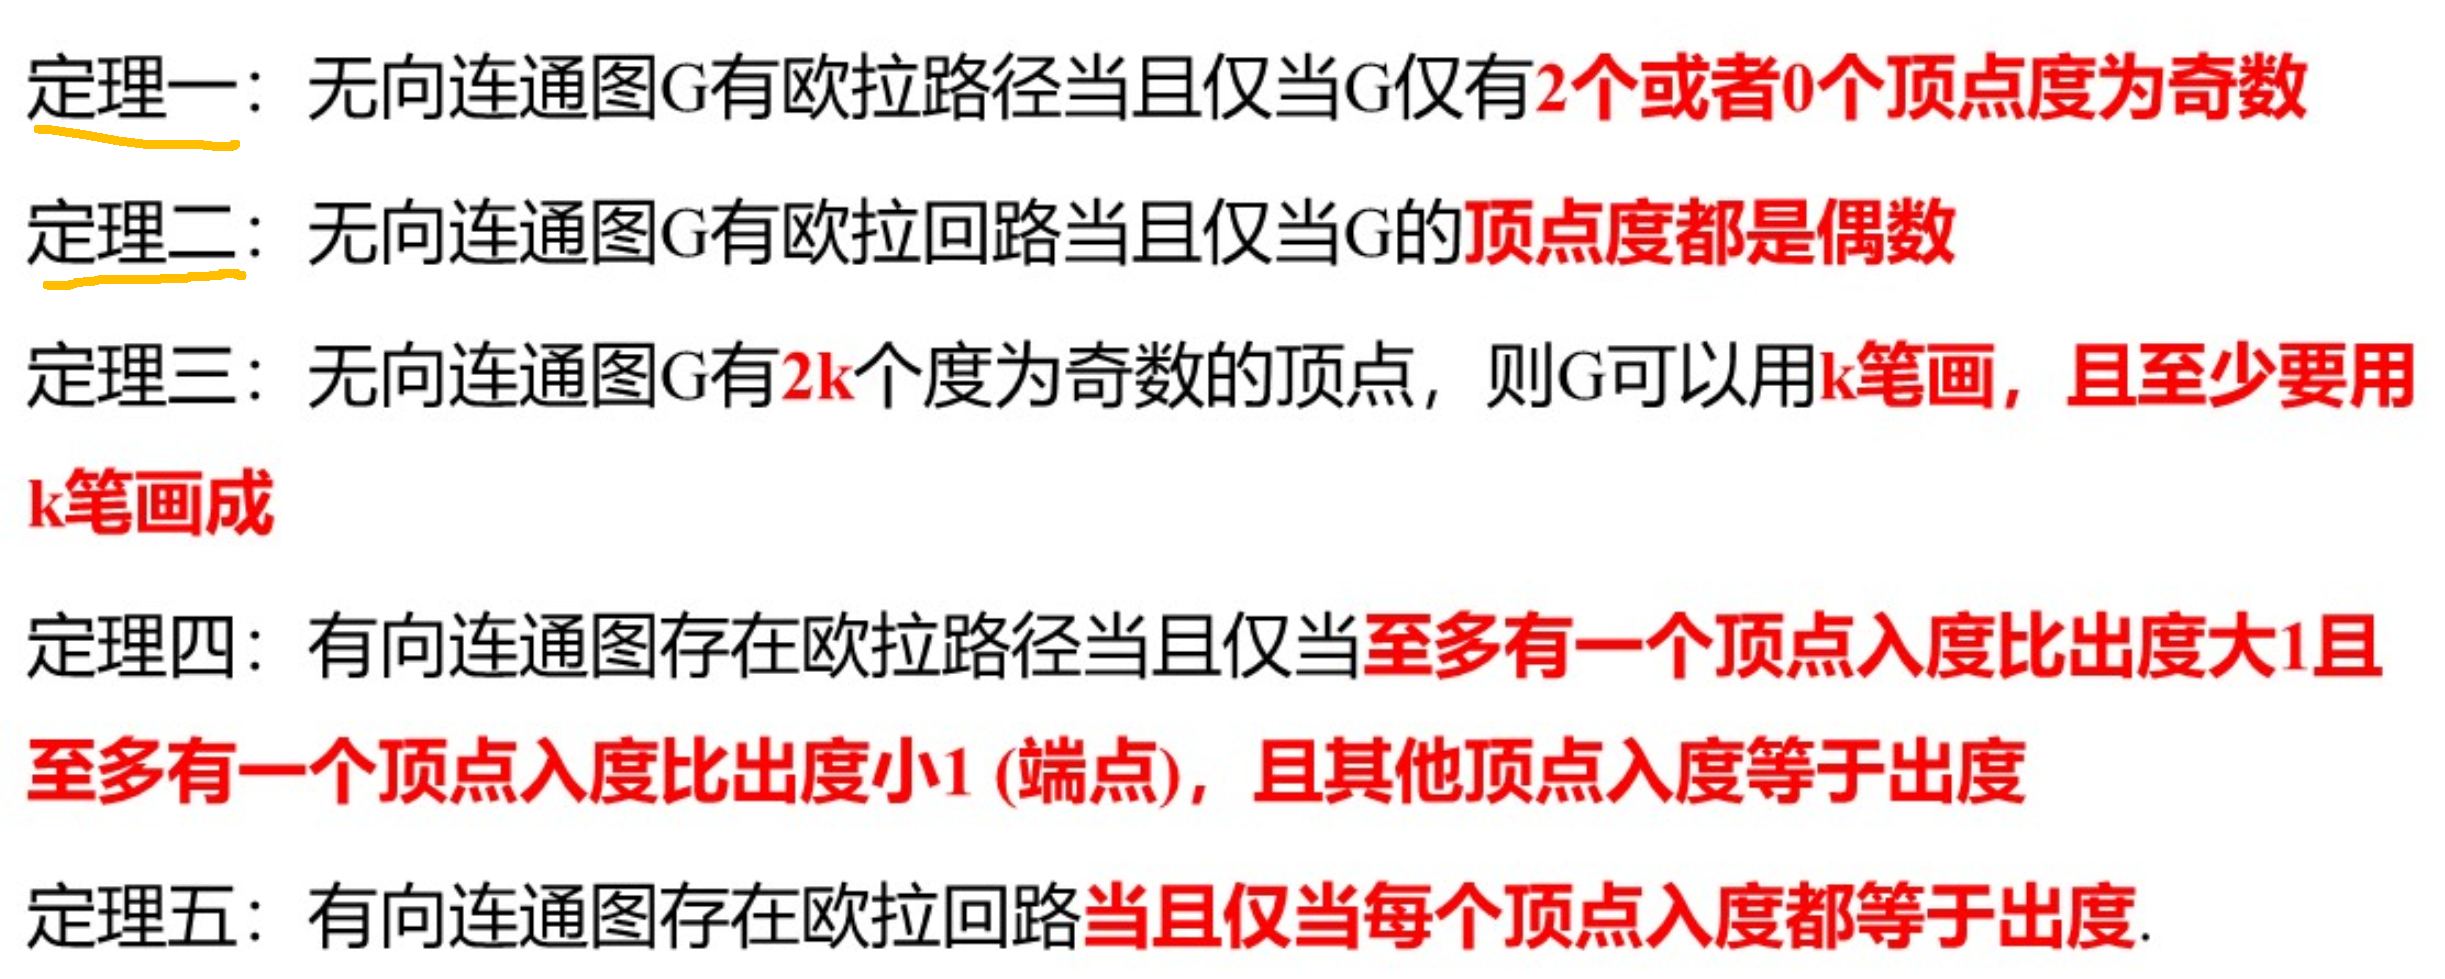 定理一：无向连通图G有欧拉路径当且仅当G仅有2个或者0个顶点度为奇数
定理二：无向连通图G有欧拉回路当且仅当G的顶点度都是偶数
定理三：无向连通图G有2k个度为奇数的顶点，则G可以用k笔画，且至少要用
k笔画成
定理四：有向连通图存在欧拉路径当且仅当至多有一个顶点入度比出度大1且
至多有一个顶点入度比出度小1 (端点)，且其他顶点入度等于出度
定理五：有向连通图存在欧拉回路当且仅当每个顶点入度都等于出度.